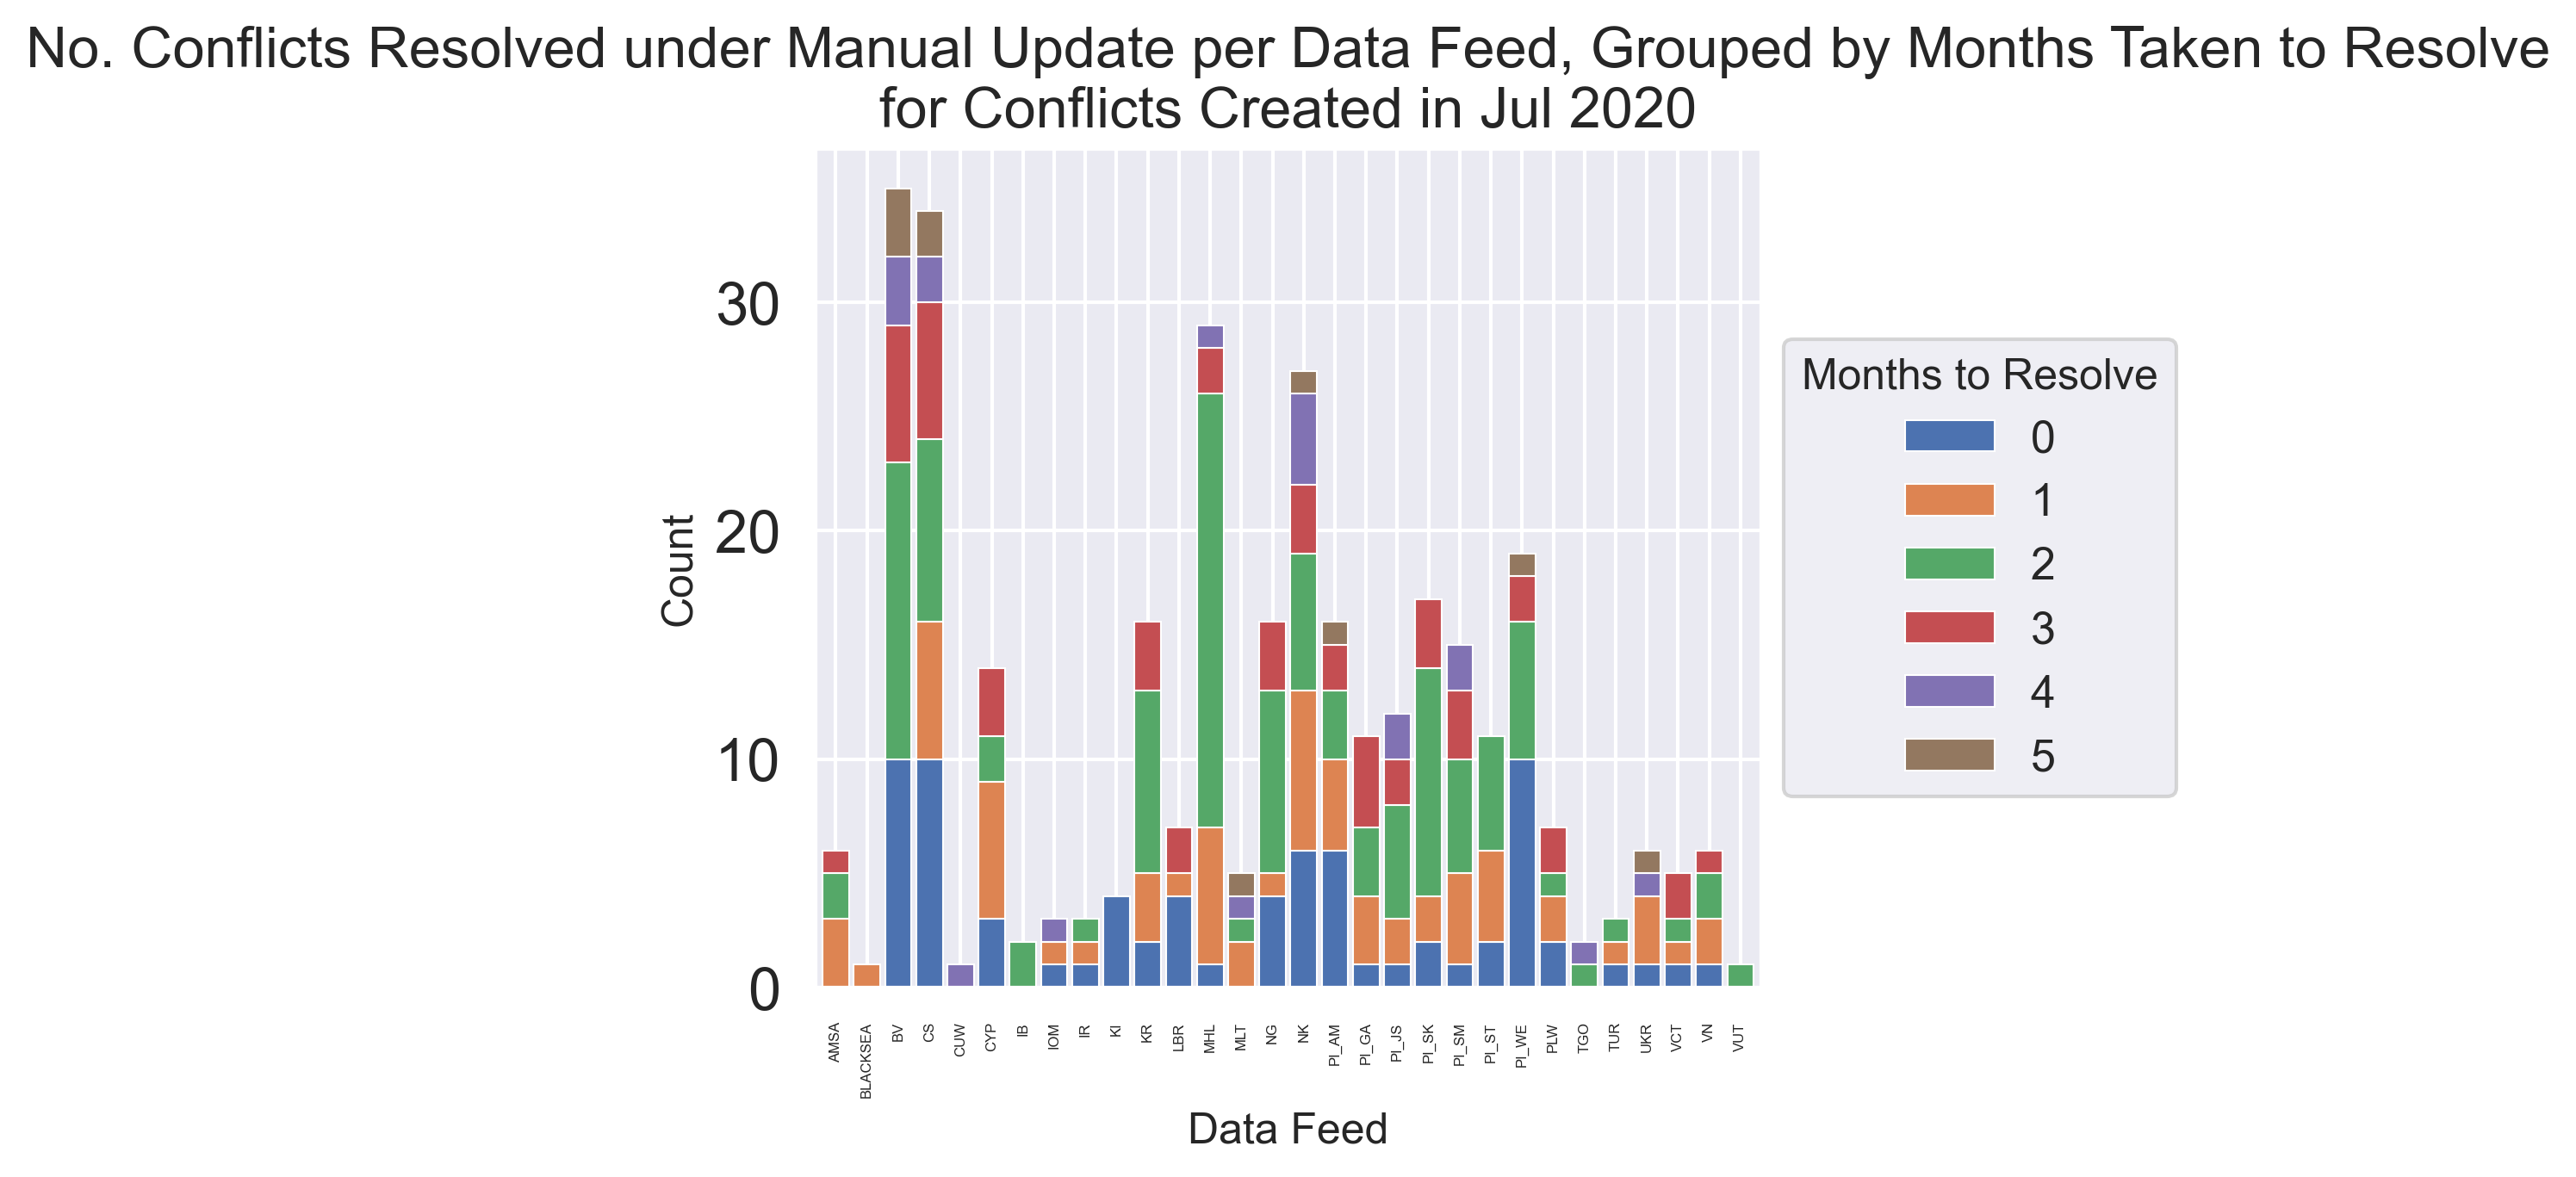 No. Conflicts Resolved under Manual Update per Data Feed, Grouped by Months Taken to Resolve
for Conflicts Created in Jul 2020
Count
30
20
10
0
AMSA
BLACKSEA
BV
CS
CUW
CYP
IB
IOM
IR
KI
KR
LBR
MHL
MLT
NG
NK
PI_AM
PI_GA
PI_JS
PI_SK
PI_SM
PI_ST
PI_WE
PLW
TGO
TUR
UKR
VCT
VN
VUT
Data Feed
Months to Resolve
0
1
2
3
4
5